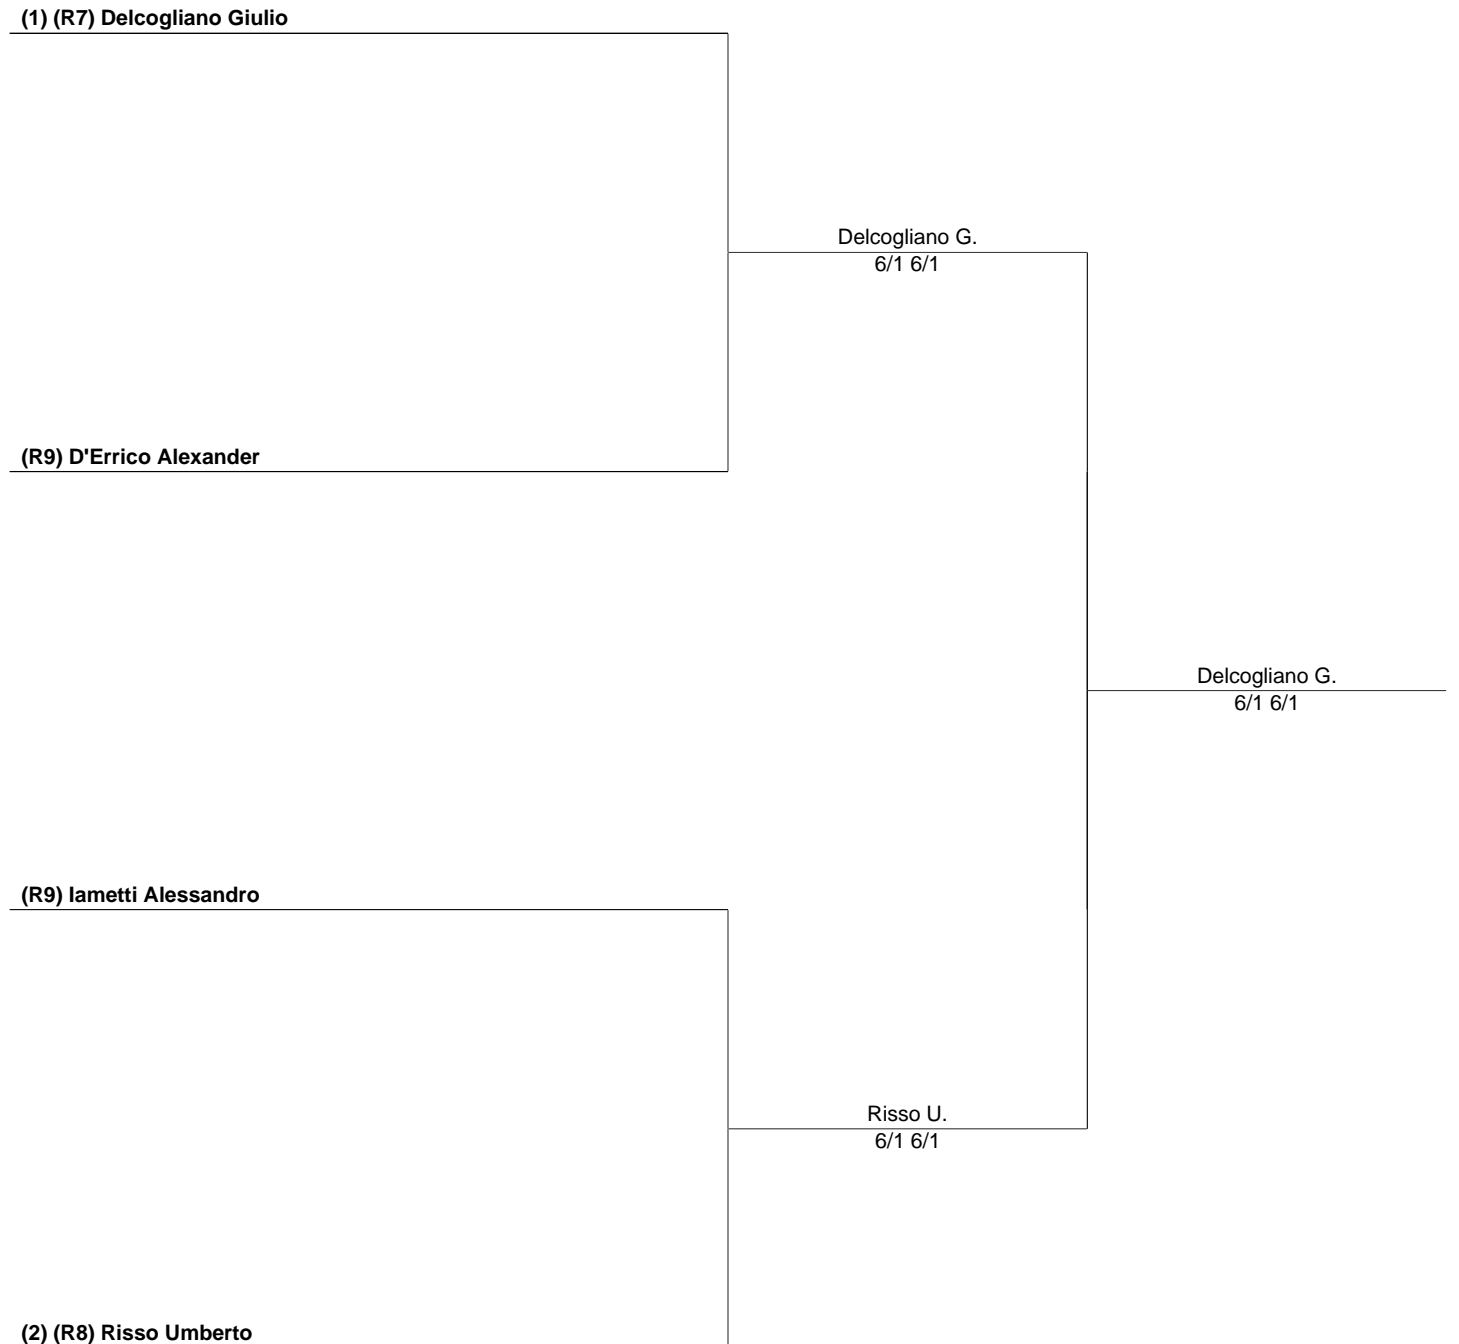 (1) (R7) Delcogliano Giulio
Delcogliano G.
6/1 6/1
(R9) D'Errico Alexander
Delcogliano G.
6/1 6/1
(R9) Iametti Alessandro
Risso U.
6/1 6/1
(2) (R8) Risso Umberto